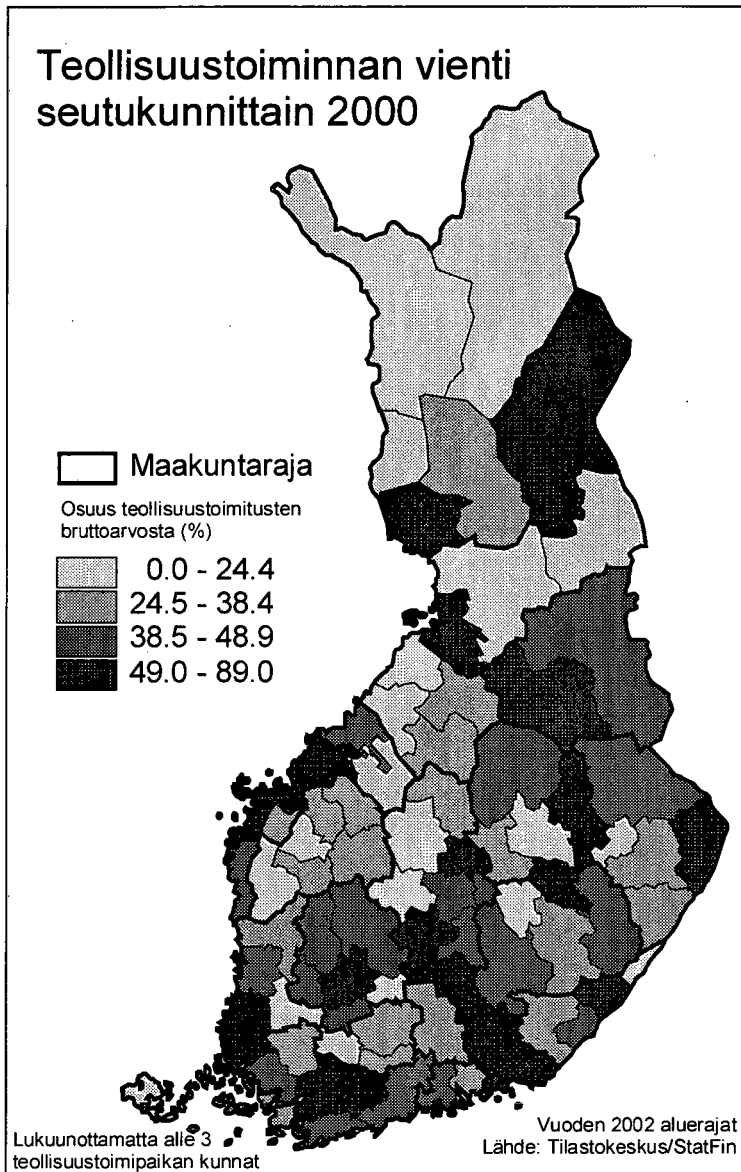 Teollisuustoiminnan vienti
seutukunnittain 2000
Maakuntaraja
Osuus teollisuustoimitusten
bruttoarvosta (%)
0.0 - 24.4
24.5 - 38.4
38.5 - 48.9
49.0 - 89.0
Lukuunottamatta alle 3
teollisuustoimipaikan kunnat
Vuoden 2002 aluerajat
Lähde: Tilastokeskus/StatFin